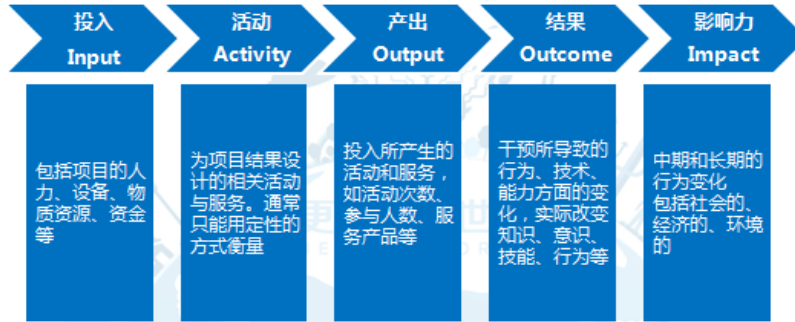 投入
Input
活动
Activity
产出
Output
结果
Outcome
影响力
Impact
包括项目的人
力、设备、物
质资源、资金
等
为项目结果设
计的相关活动
与服务。通常
只能用定性的
方式衡量
投入所产生的
活动和服务，
如活动次数、
参与人数、服
务产品等
干预所导致的
行为、技术、
能力方面的变
化，实际改变
知识、意识、
技能、行为等
中期和长期的
行为变化
包括社会的、
经济的、环境
的